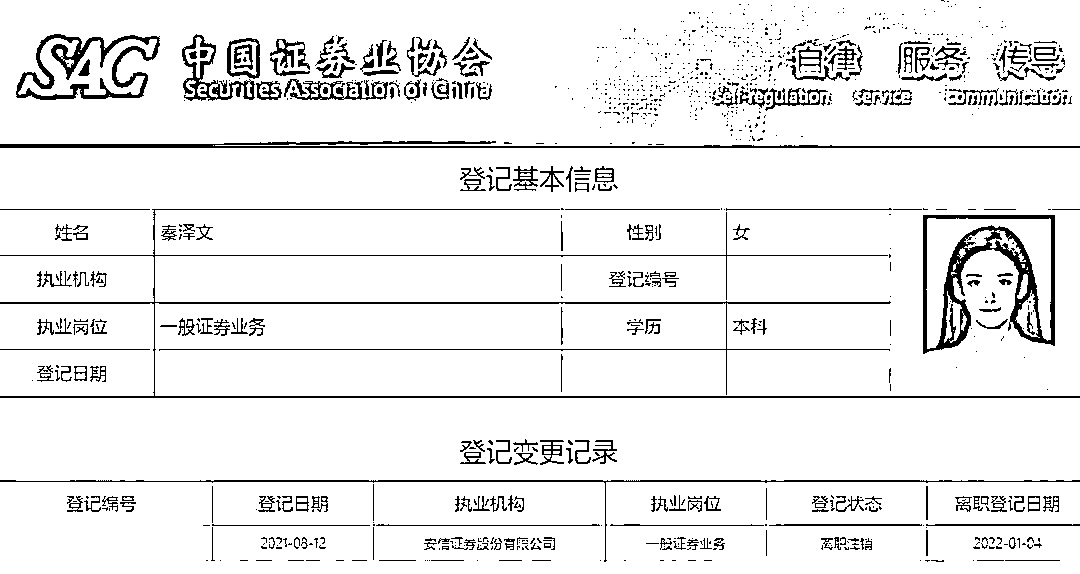 SAC 中国证券业协会 自律 服务 传导
Securities Association of China self-regulation service communication
登记基本信息
姓名 秦泽文 性别 女
执业机构 登记编号
执业岗位 一般证券业务 学历 本科
登记日期
登记变更记录
登记编号 登记日期 执业机构 执业岗位 登记状态 离职登记日期
2021-08-12 安信证券股份有限公司 一般证券业务 离职注销 2022-01-04